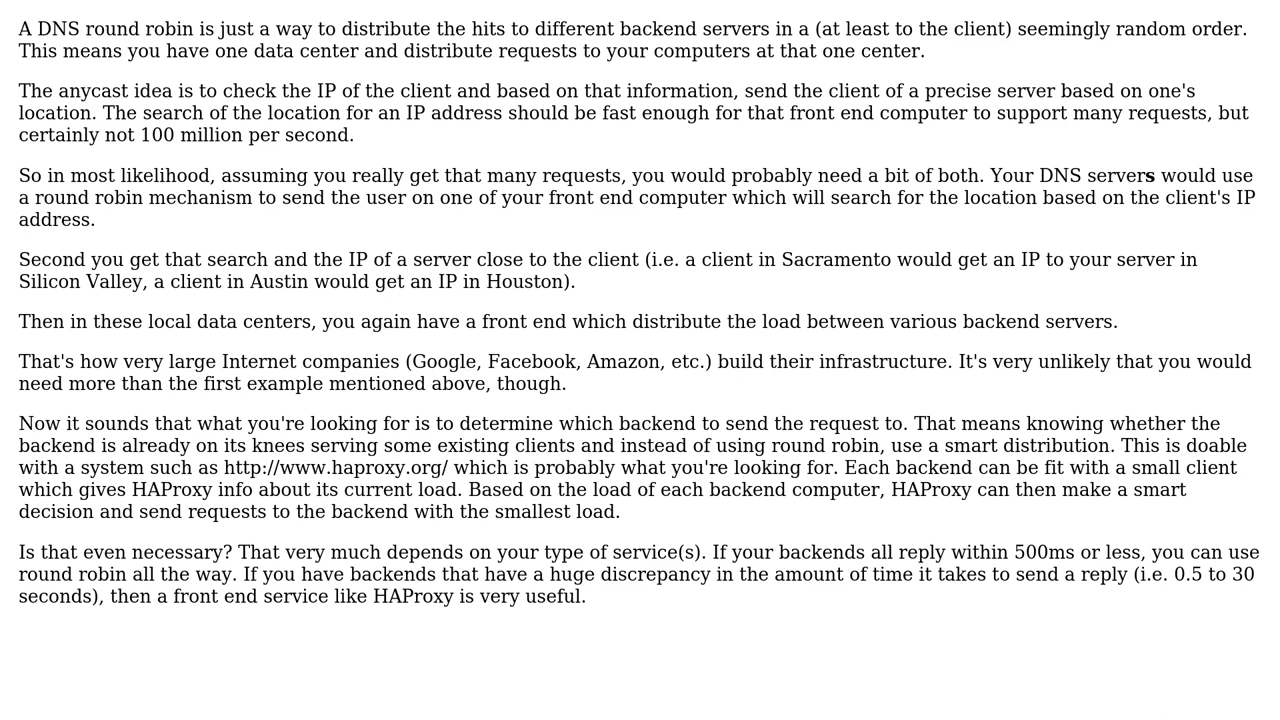 A DNS round robin is just a way to distribute the hits to different backend servers in a (at least to the client) seemingly random order.
This means you have one data center and distribute requests to your computers at that one center.
The anycast idea is to check the IP of the client and based on that information, send the client of a precise server based on one's
location. The search of the location for an IP address should be fast enough for that front end computer to support many requests, but
certainly not 100 million per second.
So in most likelihood, assuming you really get that many requests, you would probably need a bit of both. Your DNS servers would use
a round robin mechanism to send the user on one of your front end computer which will search for the location based on the client's IP
address.
Second you get that search and the IP of a server close to the client (i.e. a client in Sacramento would get an IP to your server in
Silicon Valley, a client in Austin would get an IP in Houston).
Then in these local data centers, you again have a front end which distribute the load between various backend servers.
That's how very large Internet companies (Google, Facebook, Amazon, etc.) build their infrastructure. It's very unlikely that you would
need more than the first example mentioned above, though.
Now it sounds that what you're looking for is to determine which backend to send the request to. That means knowing whether the
backend is already on its knees serving some existing clients and instead of using round robin, use a smart distribution. This is doable
with a system such as http://www.haproxy.org/ which is probably what you're looking for. Each backend can be fit with a small client
which gives HAProxy info about its current load. Based on the load of each backend computer, HAProxy can then make a smart
decision and send requests to the backend with the smallest load.
Is that even necessary? That very much depends on your type of service(s). If your backends all reply within 500ms or less, you can use
round robin all the way. If you have backends that have a huge discrepancy in the amount of time it takes to send a reply (i.e. 0.5 to 30
seconds), then a front end service like HAProxy is very useful.